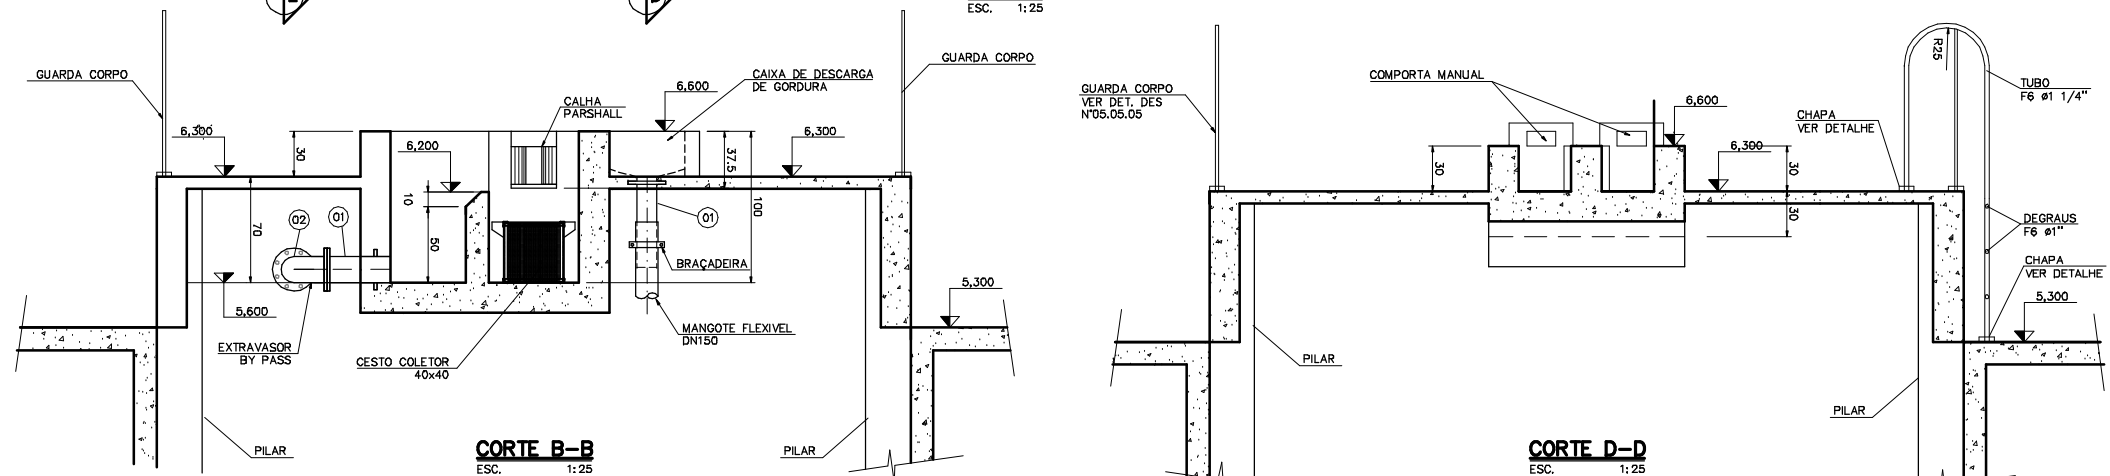 ESC. 1:25
GUARDA CORPO
6,300
30
CALHA
PARSHALL
6,600
CAIXA DE DESCARGA
DE GORDURA
GUARDA CORPO
6,200
10
50
70
02
01
37.5
100
6,300
01
BRAÇADEIRA
5,600
5,300
EXTRAVASOR
BY PASS
CESTO COLETOR
40x40
MANGOTE FLEXIVEL
DN150
PILAR
PILAR
CORTE B-B
ESC. 1:25
GUARDA CORPO
VER DET. DES
N°05.05.05
COMPORTA MANUAL
6,600
30
6,300
30
30
CHAPA
VER DETALHE
R25
TUBO
F6 ø1 1/4"
DEGRAUS
F6 ø1"
CHAPA
VER DETALHE
5,300
PILAR
PILAR
CORTE D-D
ESC. 1:25